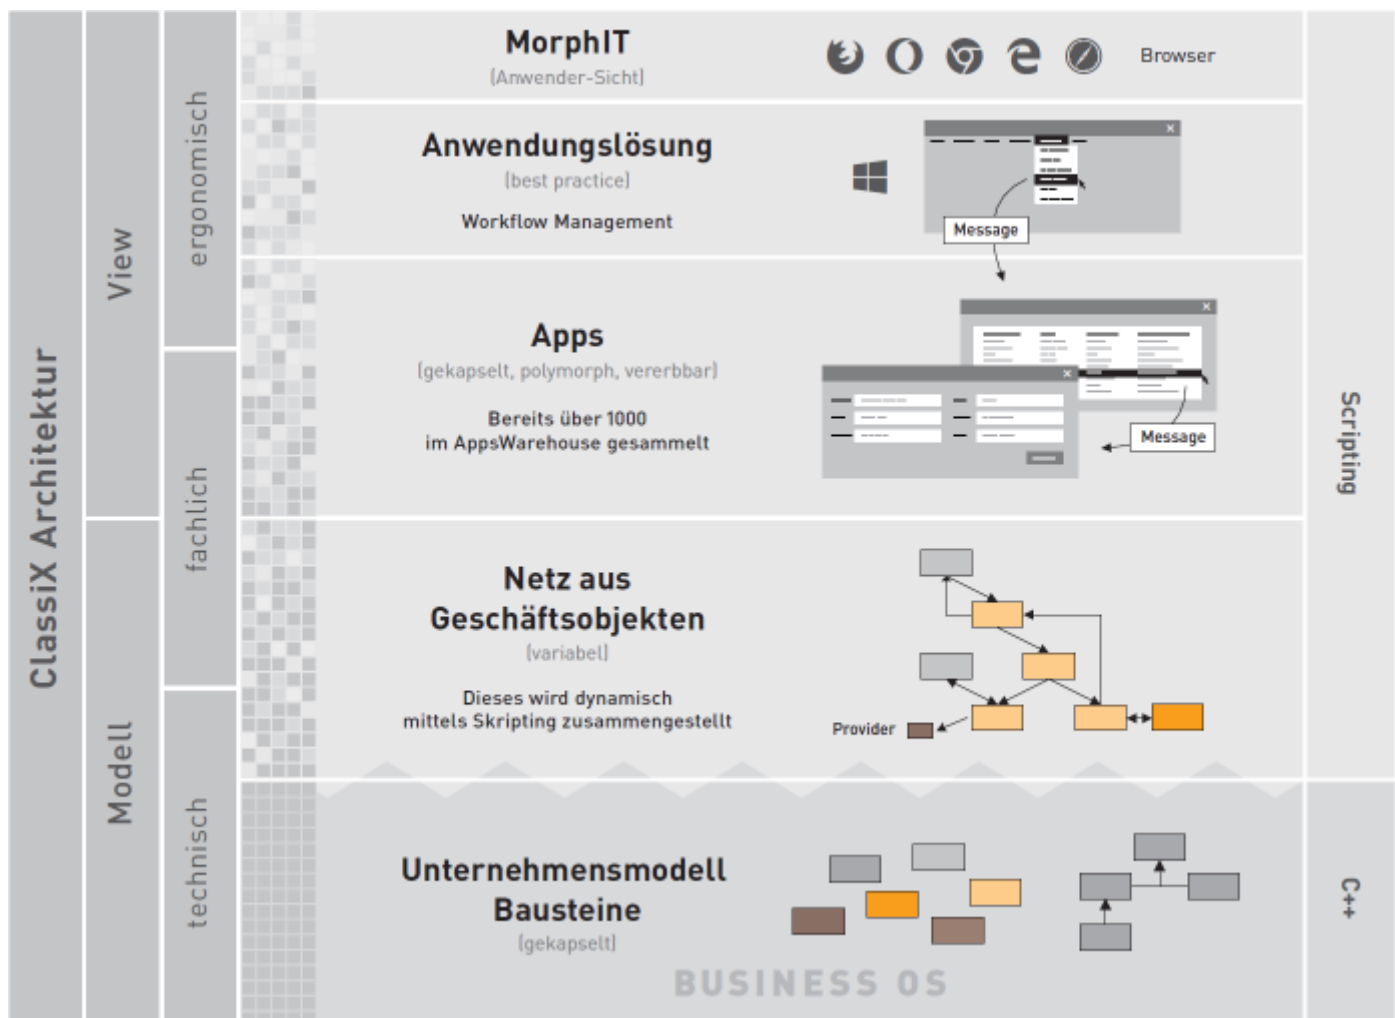 ClassiX Architektur
View
Modell
ergonomisch
fachlich
technisch
MorphIT
(Anwender-Sicht)
Browser
Anwendungslösung
(best practice)
Workflow Management
Message
Apps
(gekapselt, polymorph, vererbbar)
Bereits über 1000
im AppsWarehouse gesammelt
Message
Netz aus
Geschäftsobjekten
(variabel)
Dieses wird dynamisch
mittels Skripting zusammengestellt
Provider
Unternehmensmodell
Bausteine
(gekapselt)
BUSINESS OS
Scripting
C++